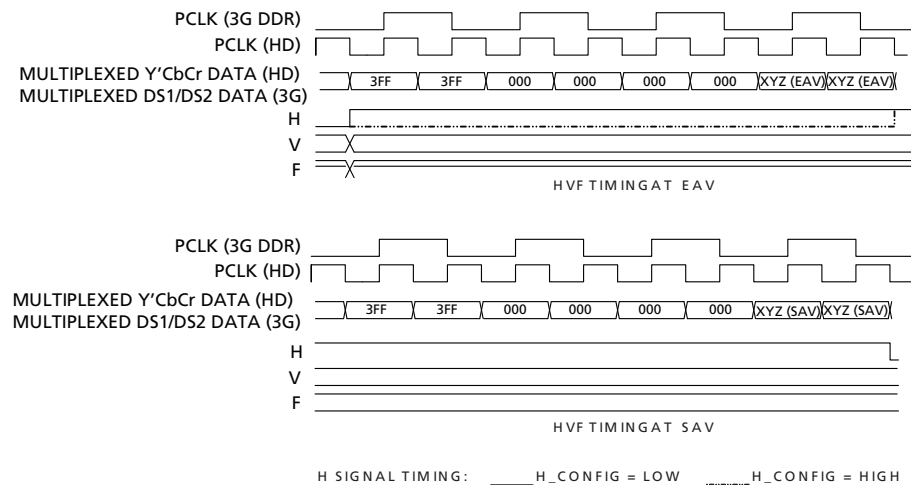 PCLK (3G DDR)
PCLK (HD)
MULTIPLEXED Y'CbCr DATA (HD)
MULTIPLEXED DS1/DS2 DATA (3G)
3FF 3FF 000 000 000 000 XYZ (EAV) XYZ (EAV)
H
V
F
HVF TIMING AT EAV
PCLK (3G DDR)
PCLK (HD)
MULTIPLEXED Y'CbCr DATA (HD)
MULTIPLEXED DS1/DS2 DATA (3G)
3FF 3FF 000 000 000 000 XYZ (SAV) XYZ (SAV)
H
V
F
HVF TIMING AT SAV
H SIGNAL TIMING: H_CONFIG = LOW H_CONFIG = HIGH